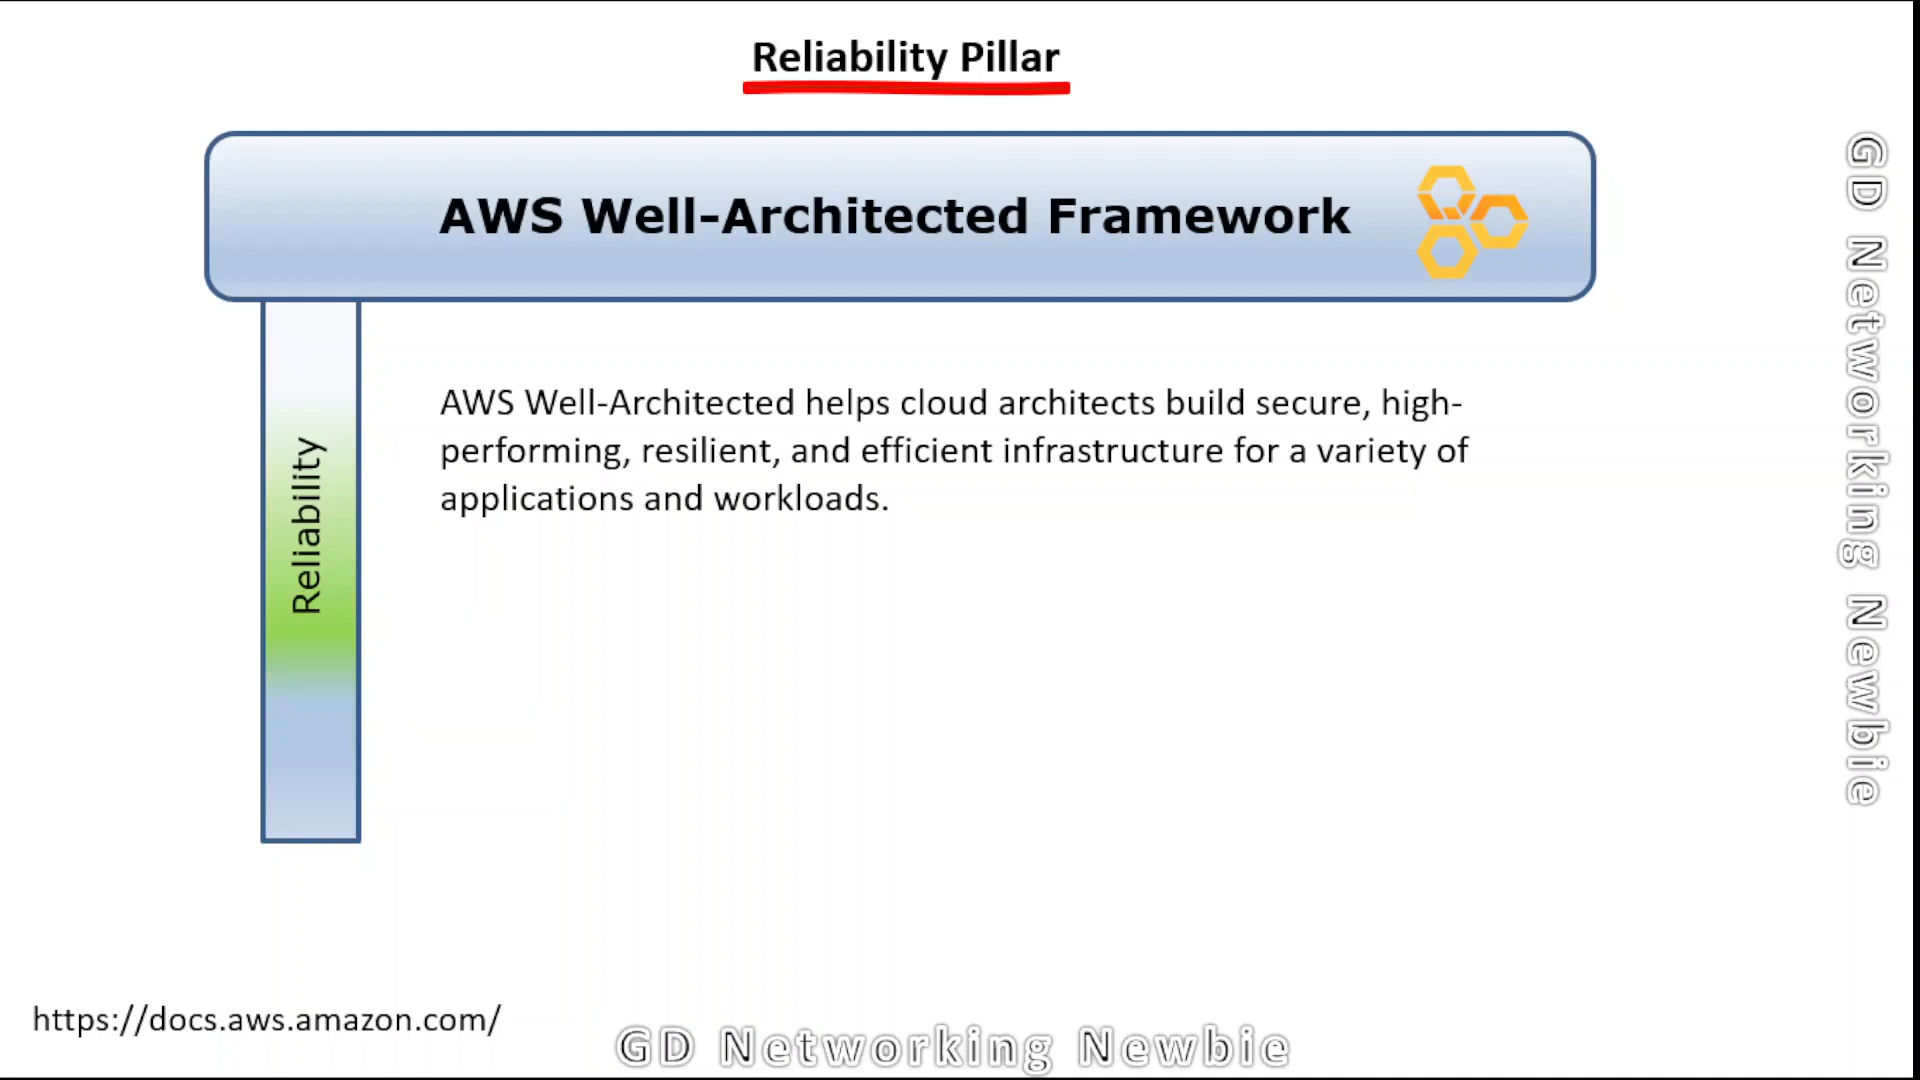 Reliability Pillar
AWS Well-Architected Framework
Reliability
AWS Well-Architected helps cloud architects build secure, high-
performing, resilient, and efficient infrastructure for a variety of
applications and workloads.
https://docs.aws.amazon.com/
GD Networking Newbie
GD Networking Newbie